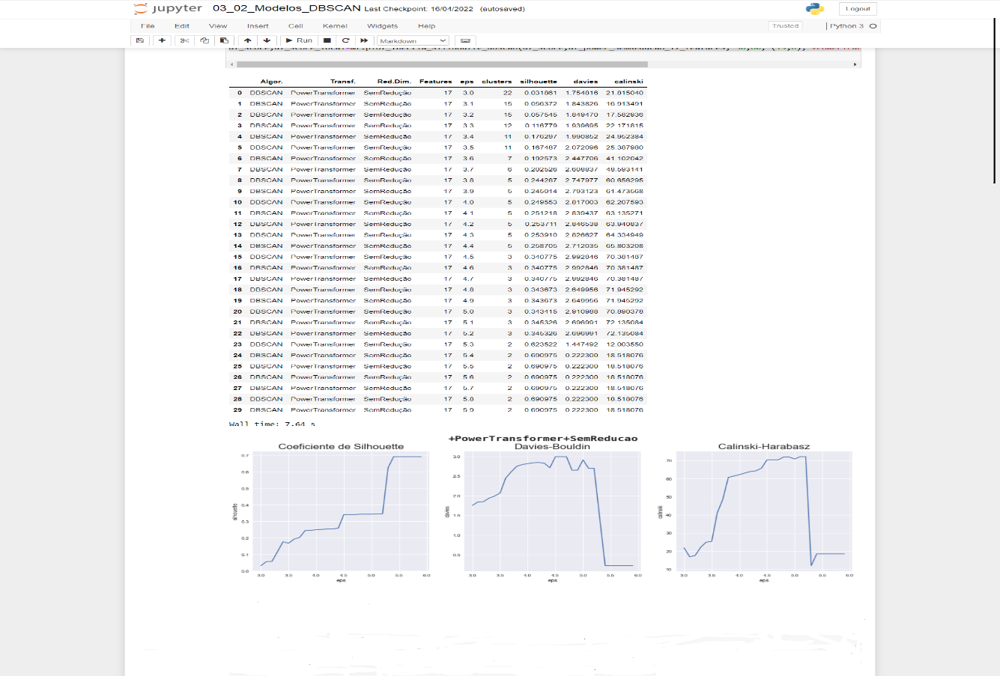 jupyter 03_02_Modelos_DBSCAN Last Checkpoint: 16/04/2022 (autosaved) Logout
File Edit View Insert Cell Kernel Widgets Help Trusted Python 3
Run Markdown
Algor. Transf. Red.Dim. Features eps clusters silhouette davies calinski
0 DBSCAN PowerTransformer SemRedução 17 3.0 22 0.031861 1.754816 21.815040
1 DBSCAN PowerTransformer SemRedução 17 3.1 15 0.056372 1.843826 16.913491
2 DBSCAN PowerTransformer SemRedução 17 3.2 15 0.057545 1.849470 17.582936
3 DBSCAN PowerTransformer SemRedução 17 3.3 12 0.116779 1.939695 22.171815
4 DBSCAN PowerTransformer SemRedução 17 3.4 11 0.176297 1.990852 24.952384
5 DBSCAN PowerTransformer SemRedução 17 3.5 11 0.167487 2.072096 25.387980
6 DBSCAN PowerTransformer SemRedução 17 3.6 7 0.192573 2.447706 41.102042
7 DBSCAN PowerTransformer SemRedução 17 3.7 6 0.202526 2.608837 48.593141
8 DBSCAN PowerTransformer SemRedução 17 3.8 5 0.244287 2.747977 60.656295
9 DBSCAN PowerTransformer SemRedução 17 3.9 5 0.245014 2.793123 61.473568
10 DBSCAN PowerTransformer SemRedução 17 4.0 5 0.249553 2.817003 62.207593
11 DBSCAN PowerTransformer SemRedução 17 4.1 5 0.251218 2.839437 63.135271
12 DBSCAN PowerTransformer SemRedução 17 4.2 5 0.253711 2.846538 63.940837
13 DBSCAN PowerTransformer SemRedução 17 4.3 5 0.253910 2.826627 64.334949
14 DBSCAN PowerTransformer SemRedução 17 4.4 5 0.258705 2.712035 65.803208
15 DBSCAN PowerTransformer SemRedução 17 4.5 3 0.340775 2.992846 70.381487
16 DBSCAN PowerTransformer SemRedução 17 4.6 3 0.340775 2.992846 70.381487
17 DBSCAN PowerTransformer SemRedução 17 4.7 3 0.340775 2.992846 70.381487
18 DBSCAN PowerTransformer SemRedução 17 4.8 3 0.343673 2.649956 71.945292
19 DBSCAN PowerTransformer SemRedução 17 4.9 3 0.343673 2.649956 71.945292
20 DBSCAN PowerTransformer SemRedução 17 5.0 3 0.343415 2.910988 70.890378
21 DBSCAN PowerTransformer SemRedução 17 5.1 3 0.345326 2.696991 72.135084
22 DBSCAN PowerTransformer SemRedução 17 5.2 3 0.345326 2.696991 72.135084
23 DBSCAN PowerTransformer SemRedução 17 5.3 2 0.623522 1.447492 12.003550
24 DBSCAN PowerTransformer SemRedução 17 5.4 2 0.690975 0.222300 18.518076
25 DBSCAN PowerTransformer SemRedução 17 5.5 2 0.690975 0.222300 18.518076
26 DBSCAN PowerTransformer SemRedução 17 5.6 2 0.690975 0.222300 18.518076
27 DBSCAN PowerTransformer SemRedução 17 5.7 2 0.690975 0.222300 18.518076
28 DBSCAN PowerTransformer SemRedução 17 5.8 2 0.690975 0.222300 18.518076
29 DBSCAN PowerTransformer SemRedução 17 5.9 2 0.690975 0.222300 18.518076
Wall time: 7.64 s
+PowerTransformer+SemReducao
Coeficiente de Silhouette
0.7
0.6
0.5
0.4
0.3
0.2
0.1
0.0
silhouette
3.0 3.5 4.0 4.5 5.0 5.5 6.0
eps
Davies-Bouldin
3.0
2.5
2.0
1.5
1.0
0.5
davies
3.0 3.5 4.0 4.5 5.0 5.5 6.0
eps
Calinski-Harabasz
70
60
50
40
30
20
10
calinski
3.0 3.5 4.0 4.5 5.0 5.5 6.0
eps